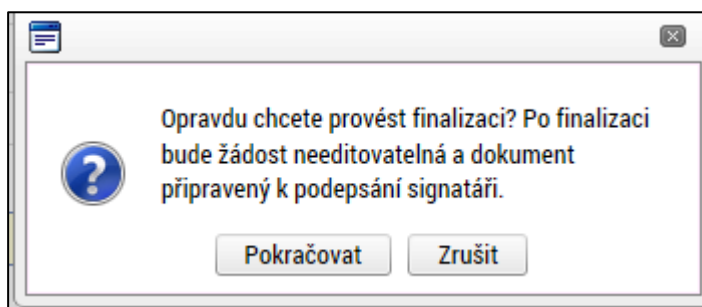 Opravdu chcete provést finalizaci? Po finalizaci
bude žádost needitovatelná a dokument
připravený k podepsání signatáři.
Pokračovat
Zrušit